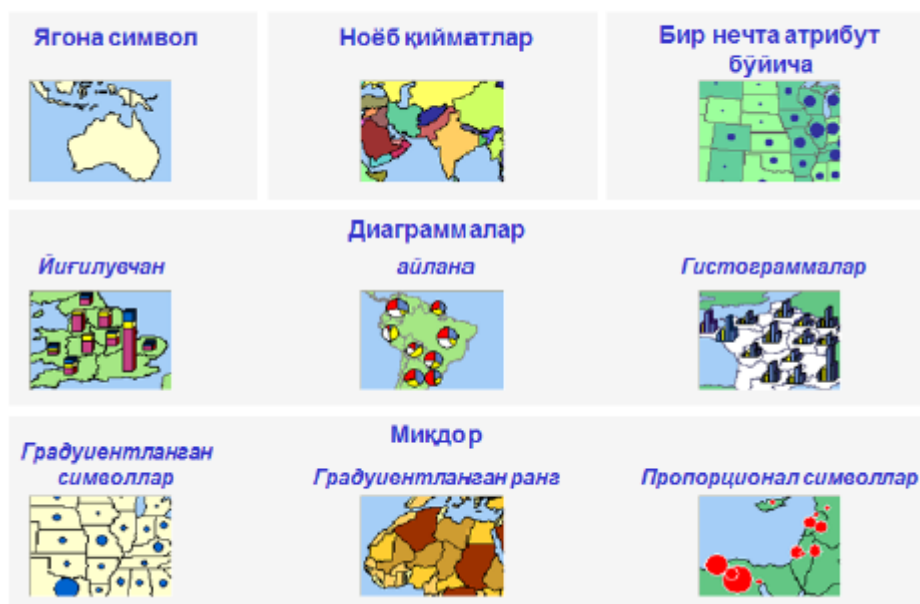 Ягона символ
Ноёб қийматлар
Бир нечта атрибут
бўйича
Диаграммалар
Йиғилувчан
айлана
Гистограммалар
Миқдор
Градуиентланган
символлар
Градуиентланган ранг
Пропорционал символлар